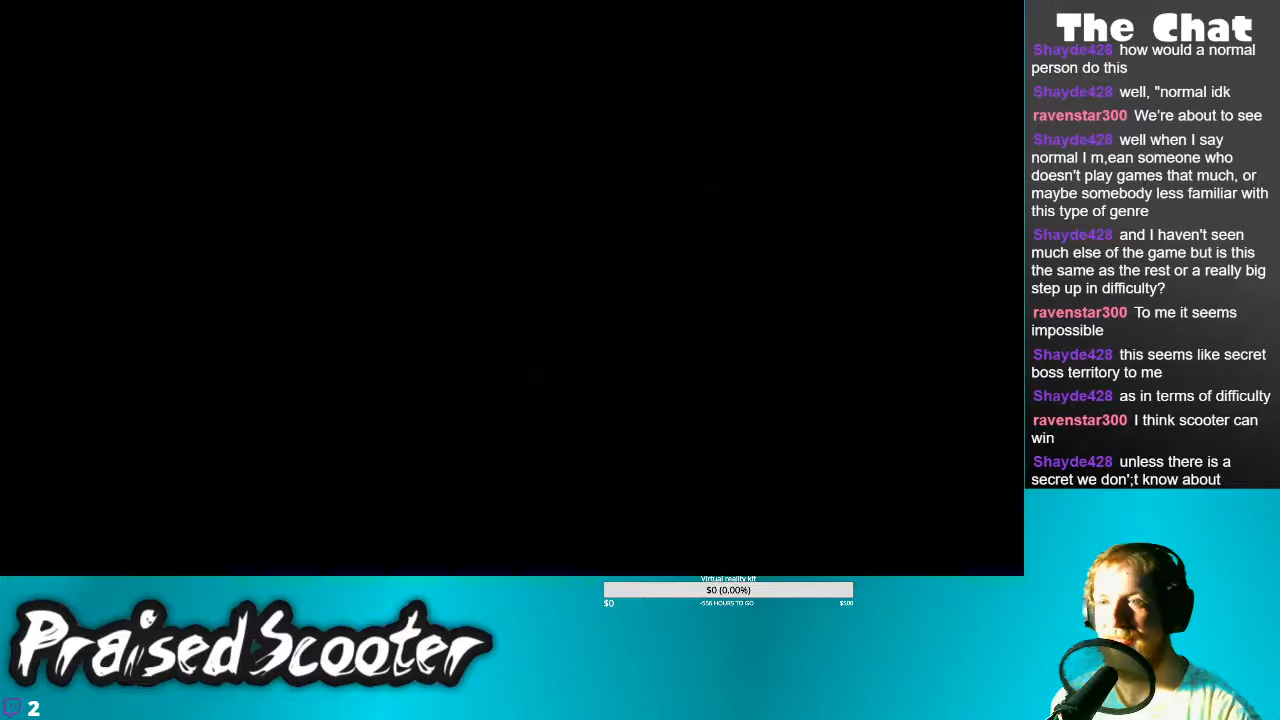 The Chat
Shayde428 how would a normal
person do this
Shayde428 well, "normal idk
ravenstar300 We're about to see
Shayde428 well when I say
normal I m,ean someone who
doesn't play games that much, or
maybe somebody less familiar with
this type of genre
Shayde428 and I haven't seen
much else of the game but is this
the same as the rest or a really big
step up in difficulty?
ravenstar300 To me it seems
impossible
Shayde428 this seems like secret
boss territory to me
Shayde428 as in terms of difficulty
ravenstar300 I think scooter can
win
Shayde428 unless there is a
secret we don';t know about
Virtual reality kit
$0 (0.00%)
$0 -556 HOURS TO GO $500
PraisedScooter
2